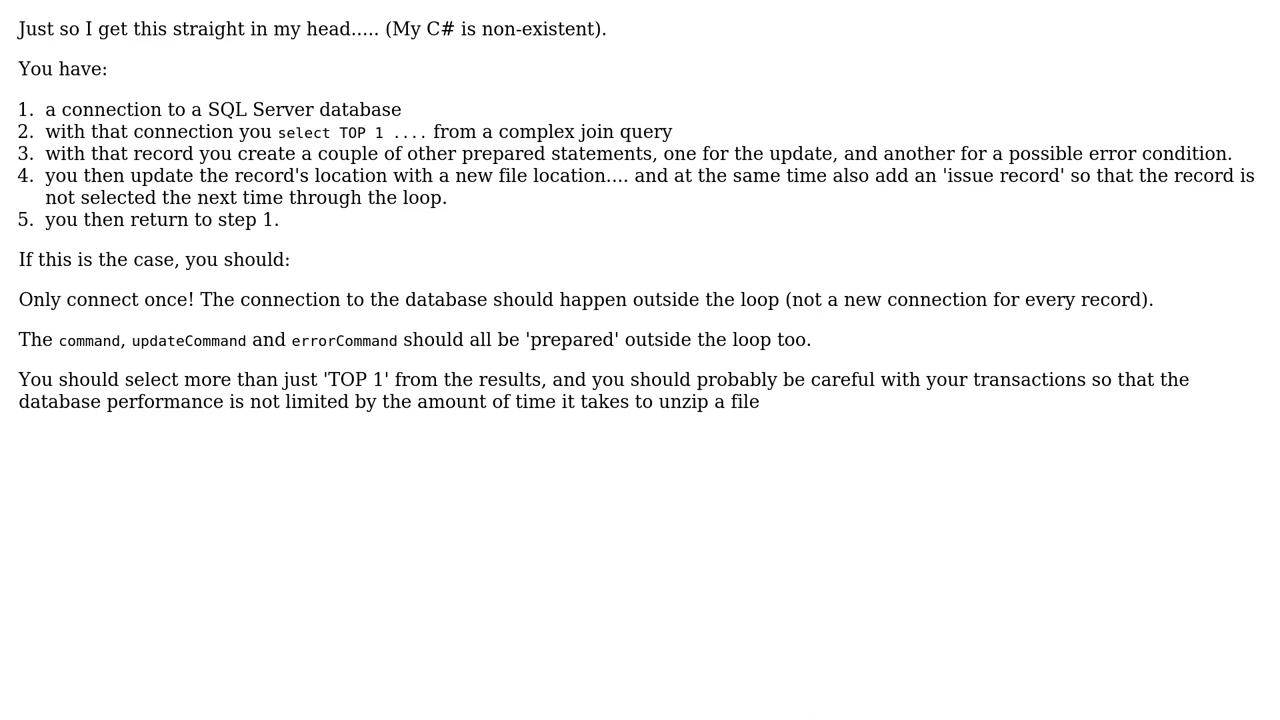 Just so I get this straight in my head..... (My C# is non-existent).
You have:
1. a connection to a SQL Server database
2. with that connection you select TOP 1 .... from a complex join query
3. with that record you create a couple of other prepared statements, one for the update, and another for a possible error condition.
4. you then update the record's location with a new file location.... and at the same time also add an 'issue record' so that the record is
not selected the next time through the loop.
5. you then return to step 1.
If this is the case, you should:
Only connect once! The connection to the database should happen outside the loop (not a new connection for every record).
The command, updateCommand and errorCommand should all be 'prepared' outside the loop too.
You should select more than just 'TOP 1' from the results, and you should probably be careful with your transactions so that the
database performance is not limited by the amount of time it takes to unzip a file